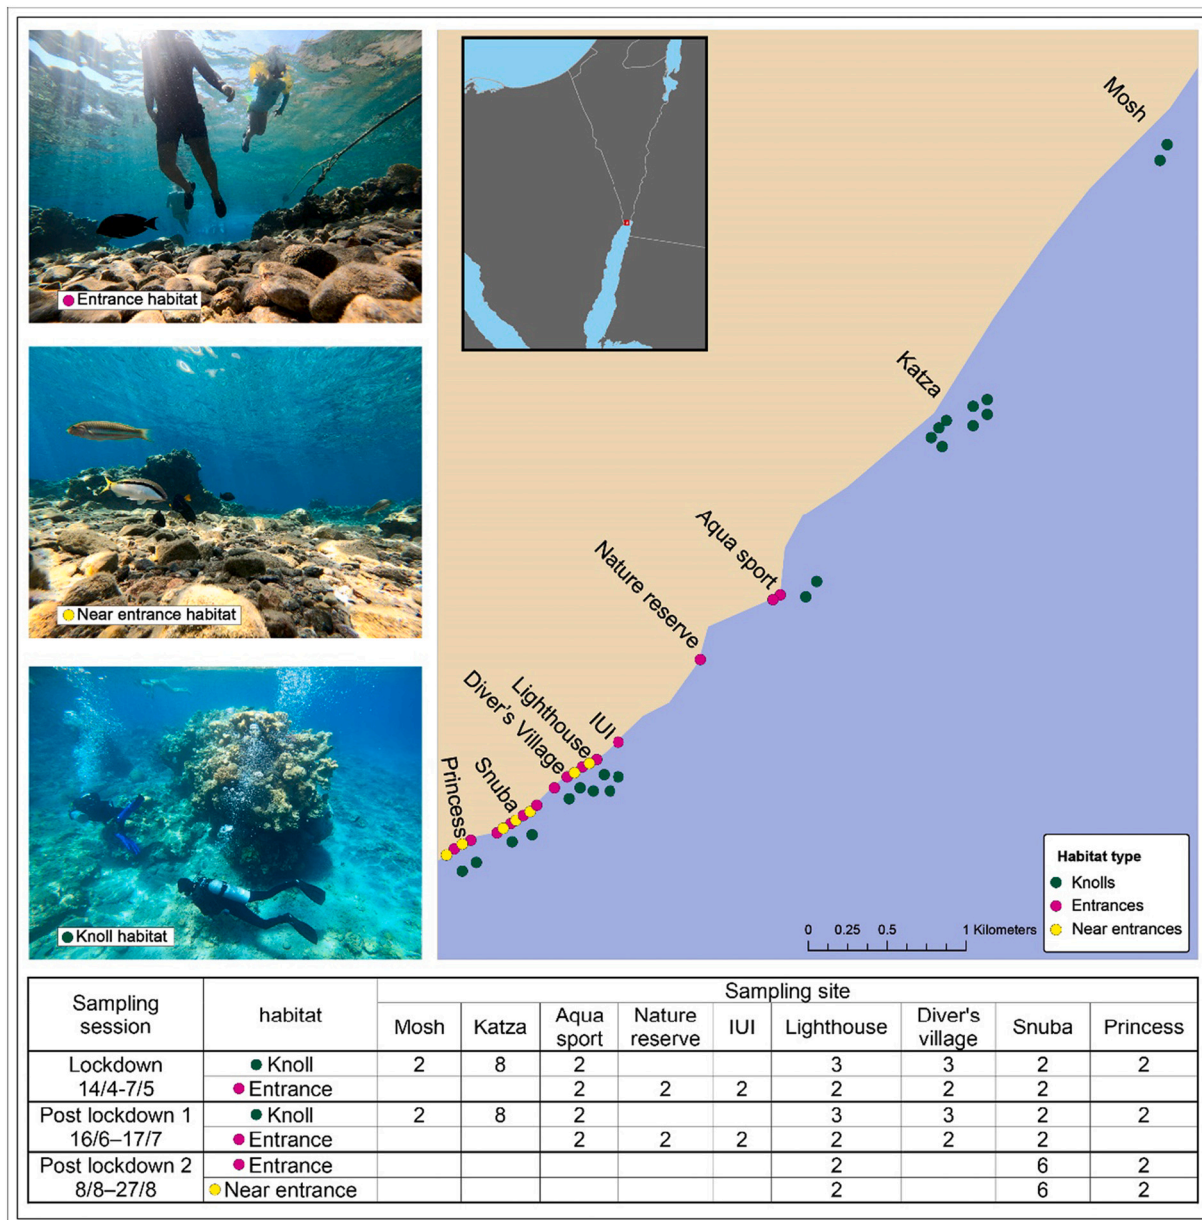 Entrance habitat
Near entrance habitat
Knoll habitat
Mosh
Katza
Aqua sport
Nature reserve
IUI
Lighthouse
Diver's Village
Snuba
Princess
Habitat type
Knolls
Entrances
Near entrances
0 0.25 0.5 1 Kilometers
Sampling session habitat Sampling site
Mosh Katza Aqua sport Nature reserve IUI Lighthouse Diver's village Snuba Princess
Lockdown Knoll 2 8 2 3 3 2 2
14/4-7/5 Entrance 2 2 2 2 2 2
Post lockdown 1 Knoll 2 8 2 3 3 2 2
16/6–17/7 Entrance 2 2 2 2 2 2
Post lockdown 2 Entrance 2 6 2
8/8–27/8 Near entrance 2 6 2